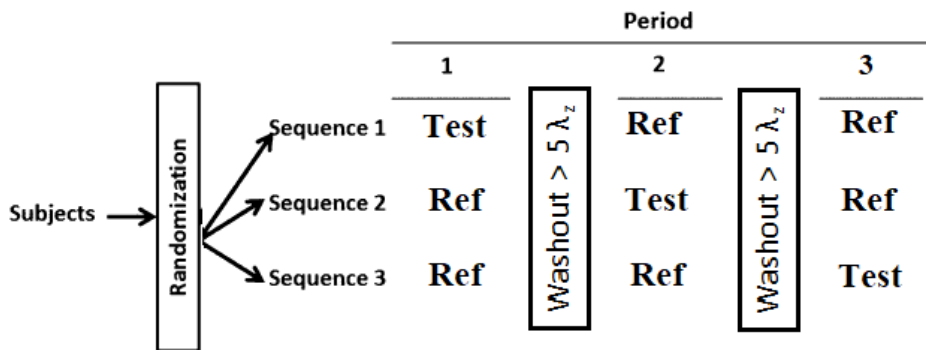 Period
1 2 3
Subjects
Randomization
Sequence 1 Test Ref Ref
Sequence 2 Ref Test Ref
Sequence 3 Ref Ref Test
Washout > 5 λz
Washout > 5 λz